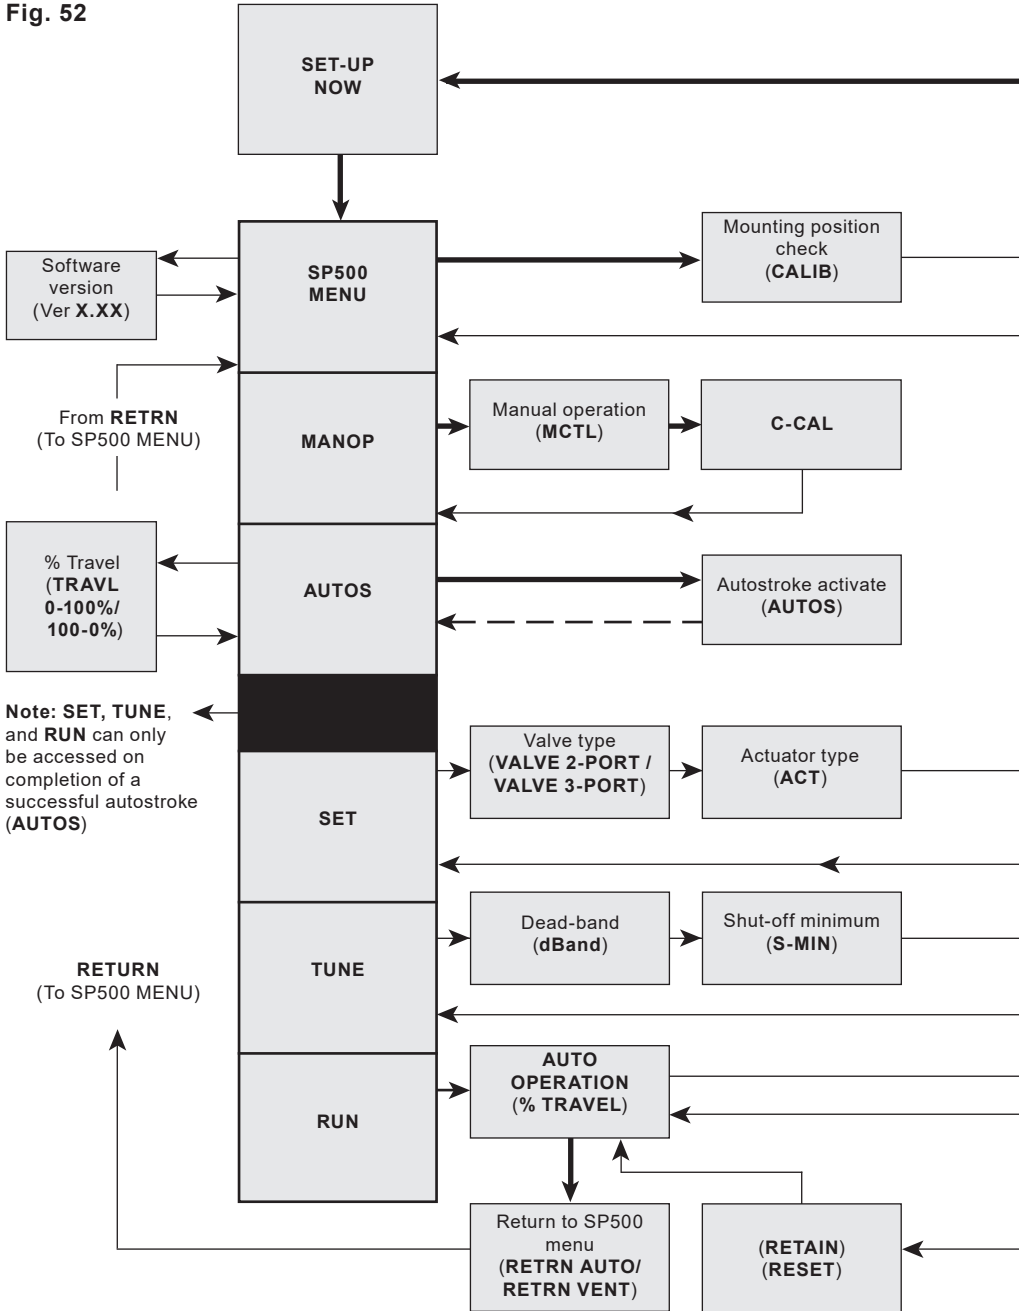 Fig. 52
SET-UP
NOW
SP500
MENU
Software
version
(Ver X.XX)
Mounting position
check
(CALIB)
From RETRN
(To SP500 MENU)
MANOP
Manual operation
(MCTL)
C-CAL
% Travel
(TRAVL
0-100%/
100-0%)
AUTOS
Autostroke activate
(AUTOS)
Note: SET, TUNE,
and RUN can only
be accessed on
completion of a
successful autostroke
(AUTOS)
SET
Valve type
(VALVE 2-PORT /
VALVE 3-PORT)
Actuator type
(ACT)
TUNE
Dead-band
(dBand)
Shut-off minimum
(S-MIN)
RETURN
(To SP500 MENU)
RUN
AUTO
OPERATION
(% TRAVEL)
Return to SP500
menu
(RETRN AUTO/
RETRN VENT)
(RETAIN)
(RESET)